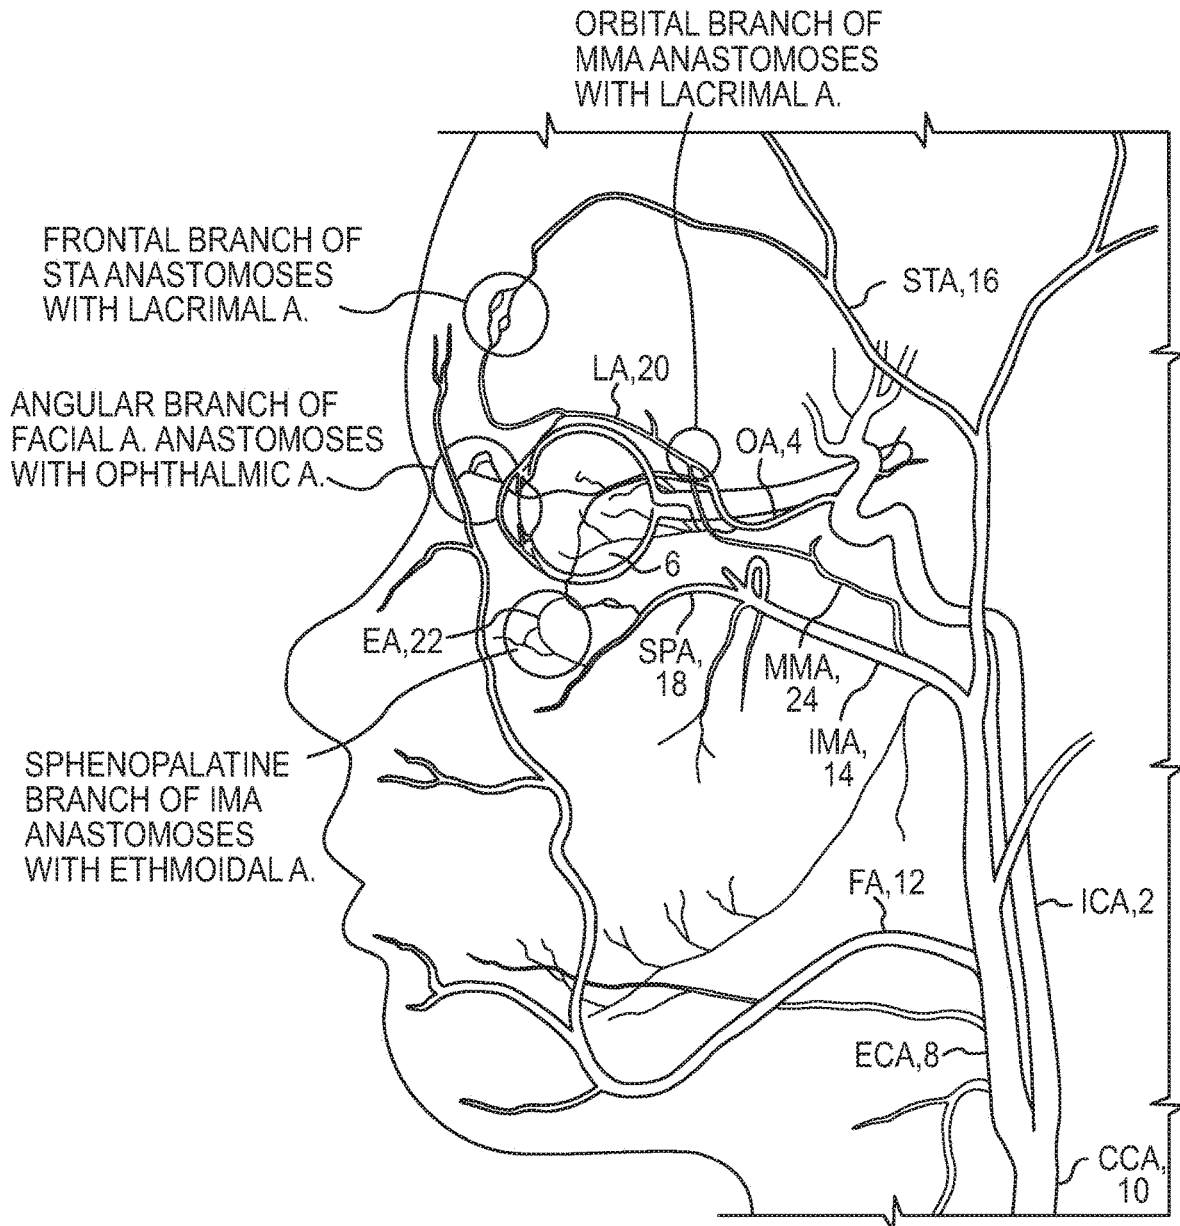 ORBITAL BRANCH OF
MMA ANASTOMOSES
WITH LACRIMAL A.
FRONTAL BRANCH OF
STA ANASTOMOSES
WITH LACRIMAL A.
STA,16
LA,20
ANGULAR BRANCH OF
FACIAL A. ANASTOMOSES
WITH OPHTHALMIC A.
OA,4
6
EA,22
SPA,
18
MMA,
24
IMA,
14
SPHENOPALATINE
BRANCH OF IMA
ANASTOMOSES
WITH ETHMOIDAL A.
FA,12
ICA,2
ECA,8
CCA,
10